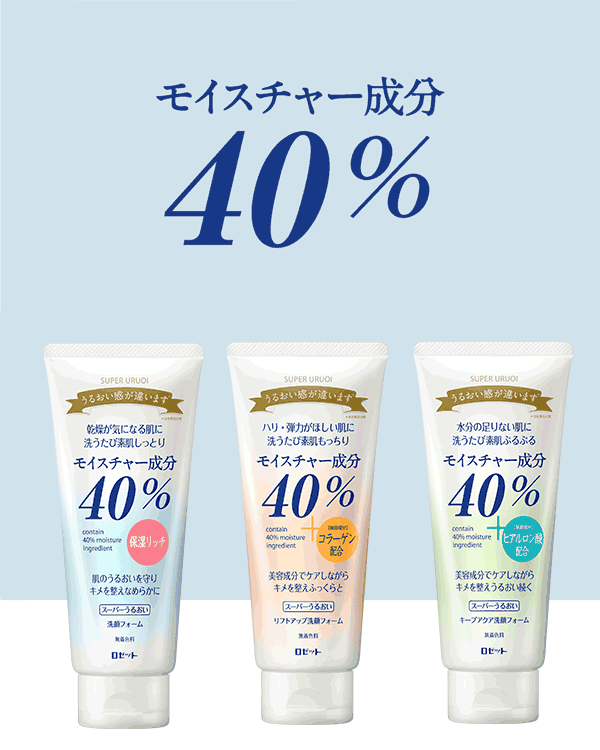 モイスチャー成分
40%
SUPER URUOI
うるおい感が違います
乾燥が気になる肌に
洗うたび素肌しっとり
モイスチャー成分
40%
contain
40% moisture
Ingredient
保湿リッチ
肌のうるおいを守り
キメを整えなめらかに
スーパーうるおい
洗顔フォーム
無着色料
ロゼット
SUPER URUOI
うるおい感が違います
ハリ・弾力がほしい肌に
洗うたび素肌もっちり
モイスチャー成分
40%
contain
40% moisture
ingredient
+
コラーゲン
配合
美容成分でケアしながら
キメを整えふっくらと
スーパーうるおい
リフトアップ洗顔フォーム
無着色料
ロゼット
SUPER URUOI
うるおい感が違います
水分の足りない肌に
洗うたび素肌ぷるぷる
モイスチャー成分
40%
contain
40% moisture
ingredient
+
ヒアルロン酸
配合
美容成分でケアしながら
キメを整えうるおい続く
スーパーうるおい
キープアクア洗顔フォーム
無着色料
ロゼット